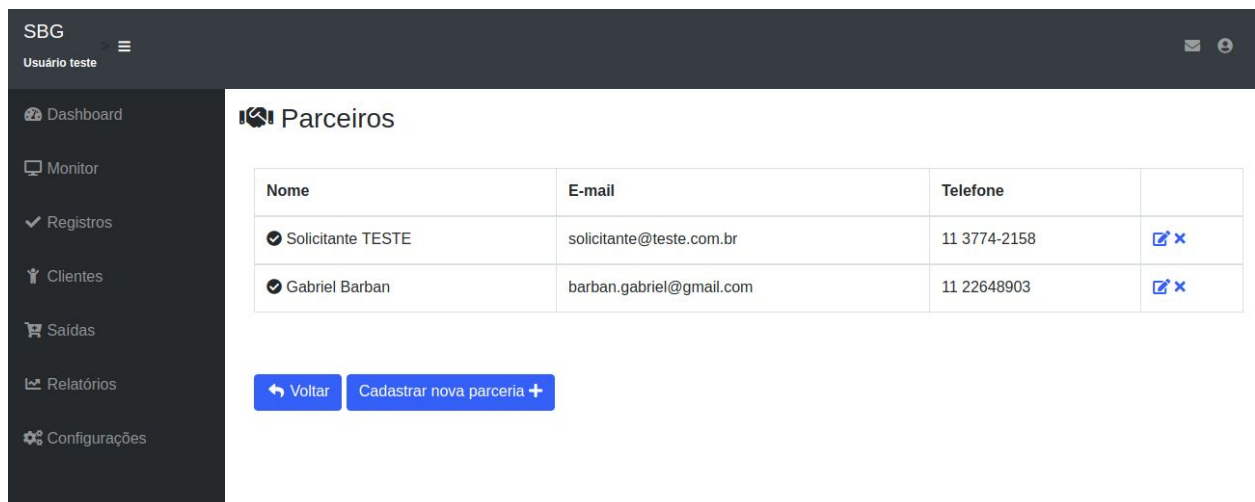 SBG
>
Usuário teste
Dashboard
Monitor
Registros
Clientes
Saídas
Relatórios
Configurações
Parceiros
Nome E-mail Telefone
Solicitante TESTE solicitante@teste.com.br 11 3774-2158
Gabriel Barban barban.gabriel@gmail.com 11 22648903
Voltar Cadastrar nova parceria